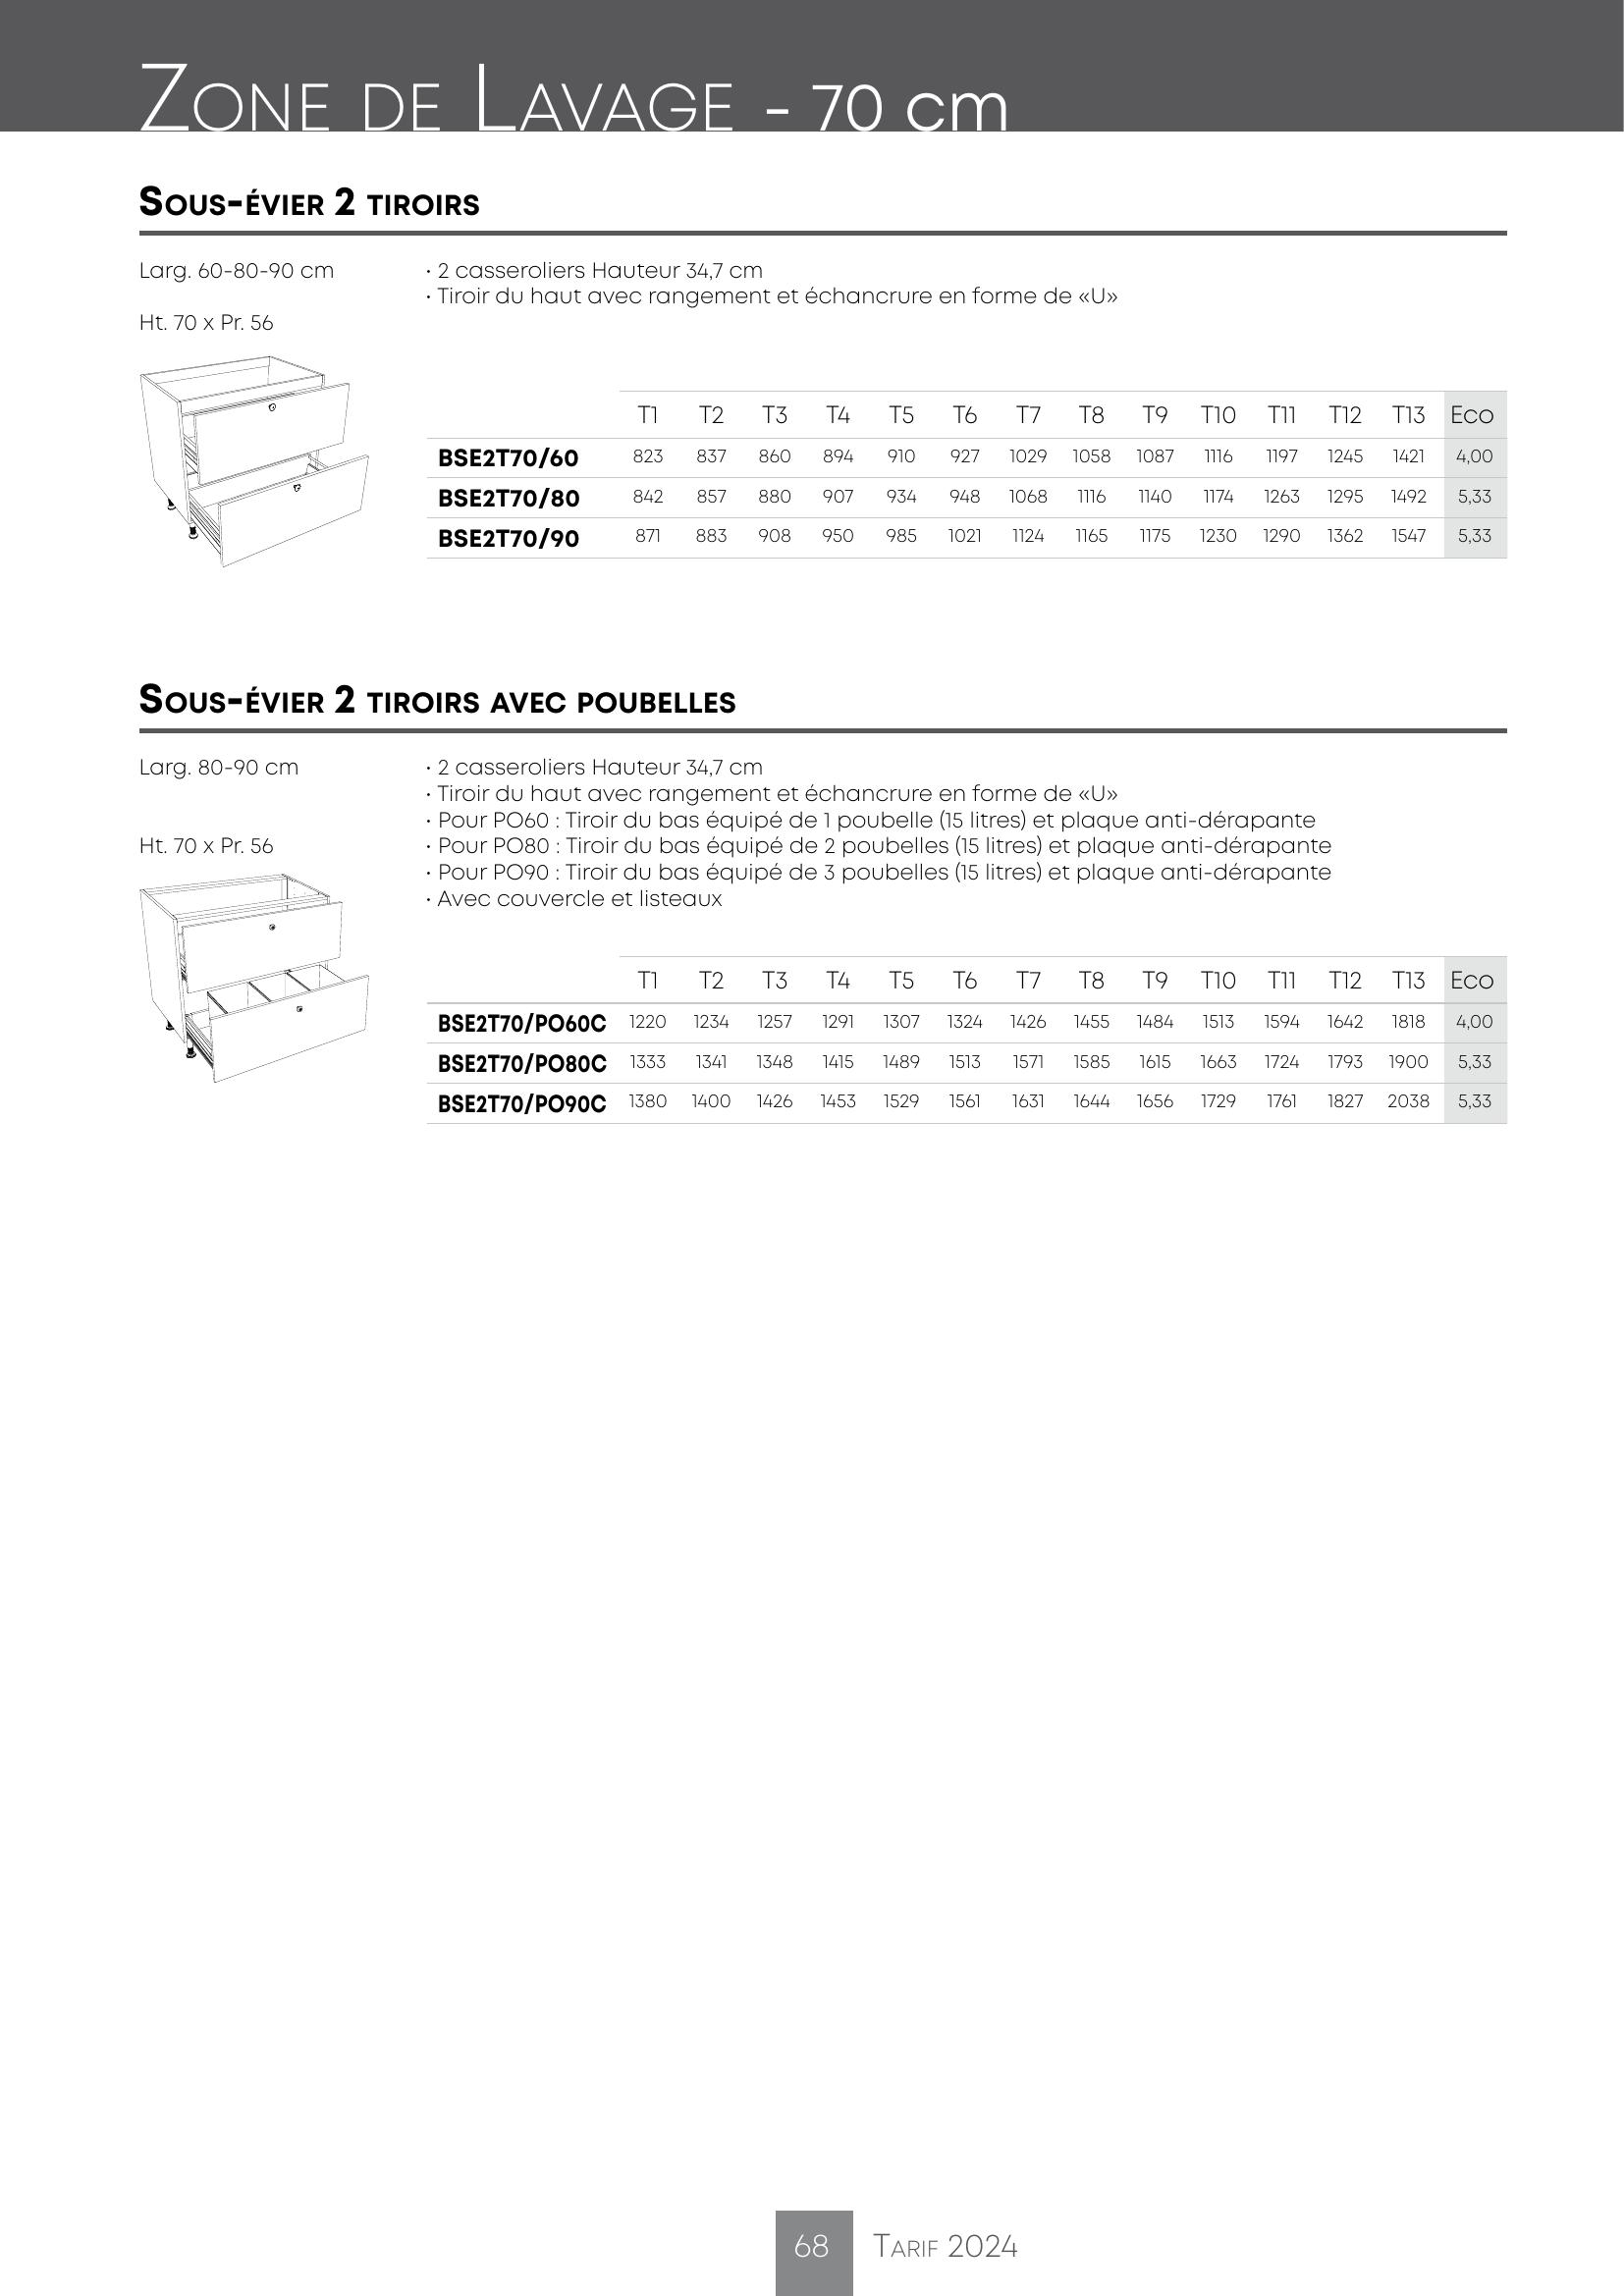 Zone de Lavage - 70 cm
Sous-évier 2 tiroirs
Larg. 60-80-90 cm
Ht. 70 x Pr. 56
· 2 casseroliers Hauteur 34,7 cm
· Tiroir du haut avec rangement et échancrure en forme de «U»
T1 T2 T3 T4 T5 T6 T7 T8 T9 T10 T11 T12 T13 Eco
BSE2T70/60 823 837 860 894 910 927 1029 1058 1087 1116 1197 1245 1421 4,00
BSE2T70/80 842 857 880 907 934 948 1068 1116 1140 1174 1263 1295 1492 5,33
BSE2T70/90 871 883 908 950 985 1021 1124 1165 1175 1230 1290 1362 1547 5,33
Sous-évier 2 tiroirs avec poubelles
Larg. 80-90 cm
Ht. 70 x Pr. 56
· 2 casseroliers Hauteur 34,7 cm
· Tiroir du haut avec rangement et échancrure en forme de «U»
· Pour PO60 : Tiroir du bas équipé de 1 poubelle (15 litres) et plaque anti-dérapante
· Pour PO80 : Tiroir du bas équipé de 2 poubelles (15 litres) et plaque anti-dérapante
· Pour PO90 : Tiroir du bas équipé de 3 poubelles (15 litres) et plaque anti-dérapante
· Avec couvercle et listeaux
T1 T2 T3 T4 T5 T6 T7 T8 T9 T10 T11 T12 T13 Eco
BSE2T70/PO60C 1220 1234 1257 1291 1307 1324 1426 1455 1484 1513 1594 1642 1818 4,00
BSE2T70/PO80C 1333 1341 1348 1415 1489 1513 1571 1585 1615 1663 1724 1793 1900 5,33
BSE2T70/PO90C 1380 1400 1426 1453 1529 1561 1631 1644 1656 1729 1761 1827 2038 5,33
68 Tarif 2024